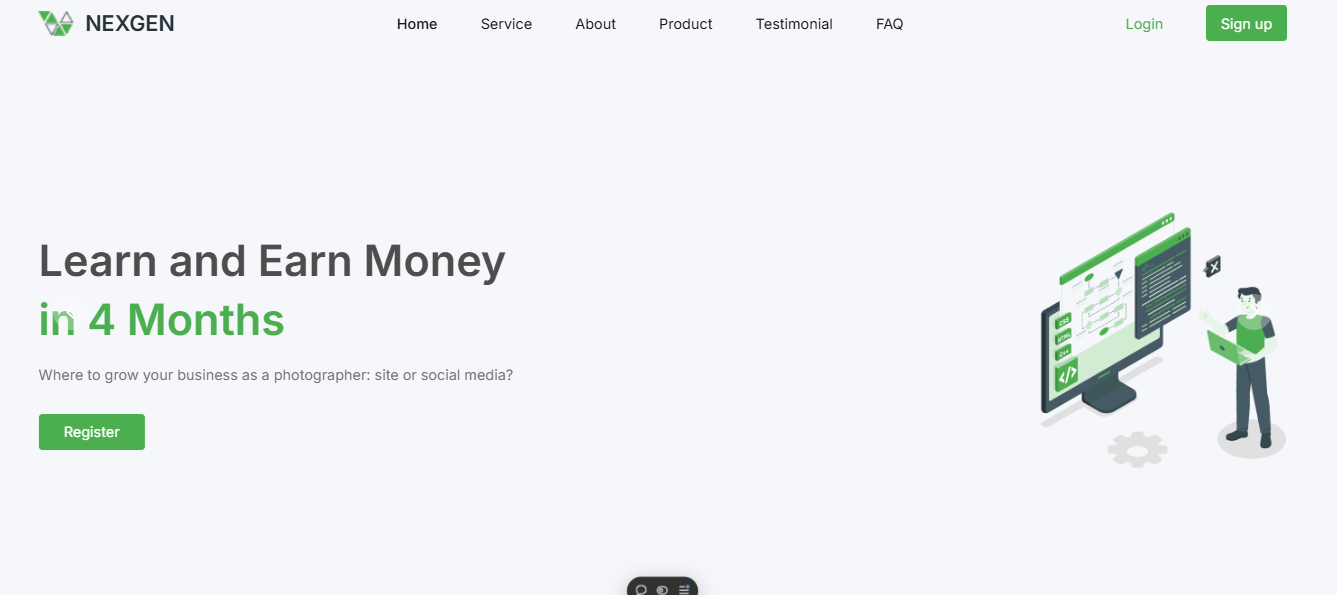 NEXGEN
Home Service About Product Testimonial FAQ
Login Sign up
Learn and Earn Money
in 4 Months
Where to grow your business as a photographer: site or social media?
Register
CSS
HTML
C++
</>